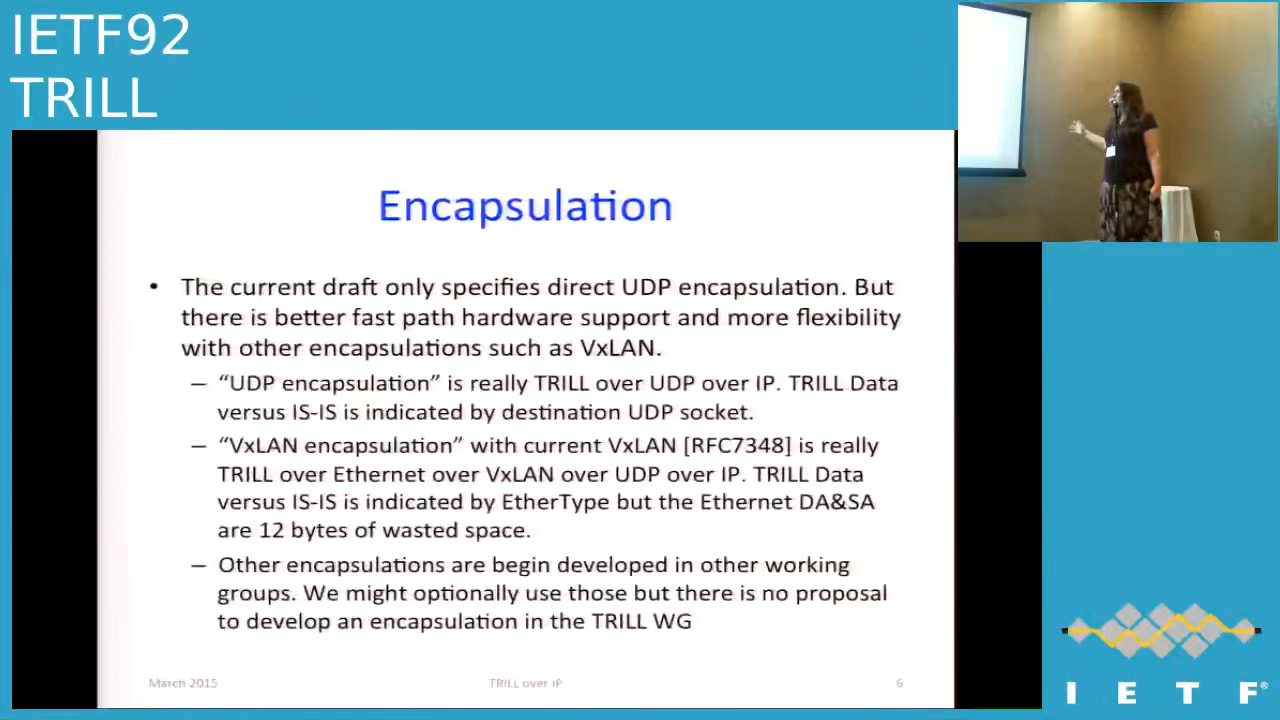 IETF92
TRILL
Encapsulation
• The current draft only specifies direct UDP encapsulation. But
there is better fast path hardware support and more flexibility
with other encapsulations such as VxLAN.
– “UDP encapsulation” is really TRILL over UDP over IP. TRILL Data
versus IS-IS is indicated by destination UDP socket.
– “VxLAN encapsulation” with current VxLAN [RFC7348] is really
TRILL over Ethernet over VxLAN over UDP over IP. TRILL Data
versus IS-IS is indicated by EtherType but the Ethernet DA&SA
are 12 bytes of wasted space.
– Other encapsulations are begin developed in other working
groups. We might optionally use those but there is no proposal
to develop an encapsulation in the TRILL WG
March 2015 TRILL over IP 6
I E T F®